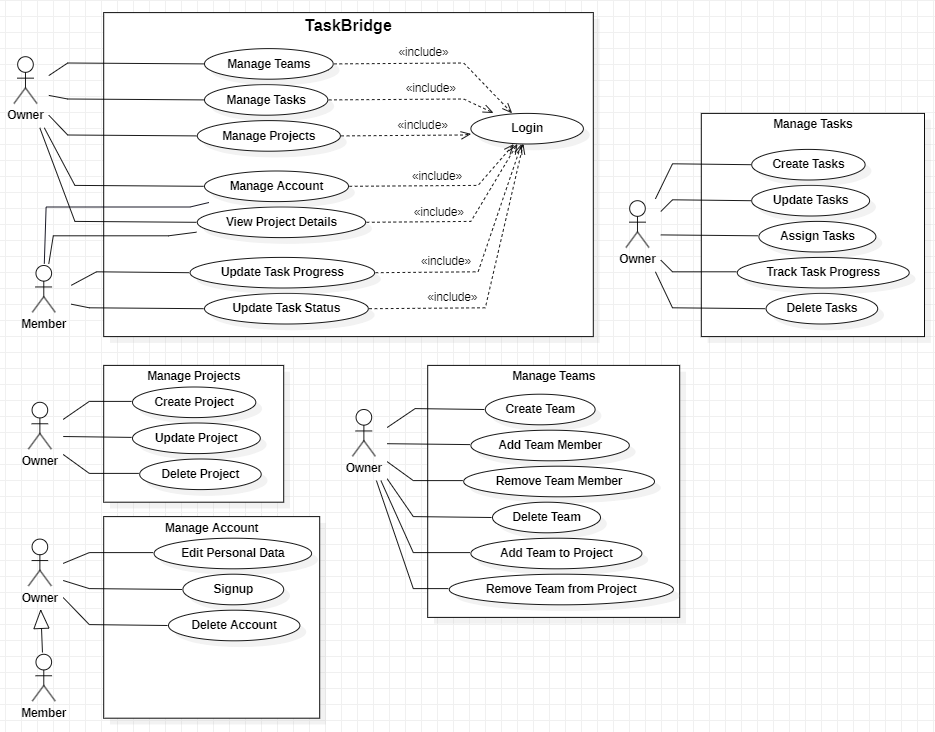 TaskBridge
«include»
Manage Teams
Owner
«include»
Manage Tasks
«include»
Manage Projects
Login
«include»
Manage Account
«include»
View Project Details
«include»
Update Task Progress
Member
«include»
Update Task Status
Manage Tasks
Create Tasks
Update Tasks
Assign Tasks
Owner
Track Task Progress
Delete Tasks
Manage Projects
Create Project
Update Project
Owner
Delete Project
Manage Teams
Create Team
Add Team Member
Owner
Remove Team Member
Delete Team
Add Team to Project
Remove Team from Project
Manage Account
Edit Personal Data
Signup
Owner
Delete Account
Member